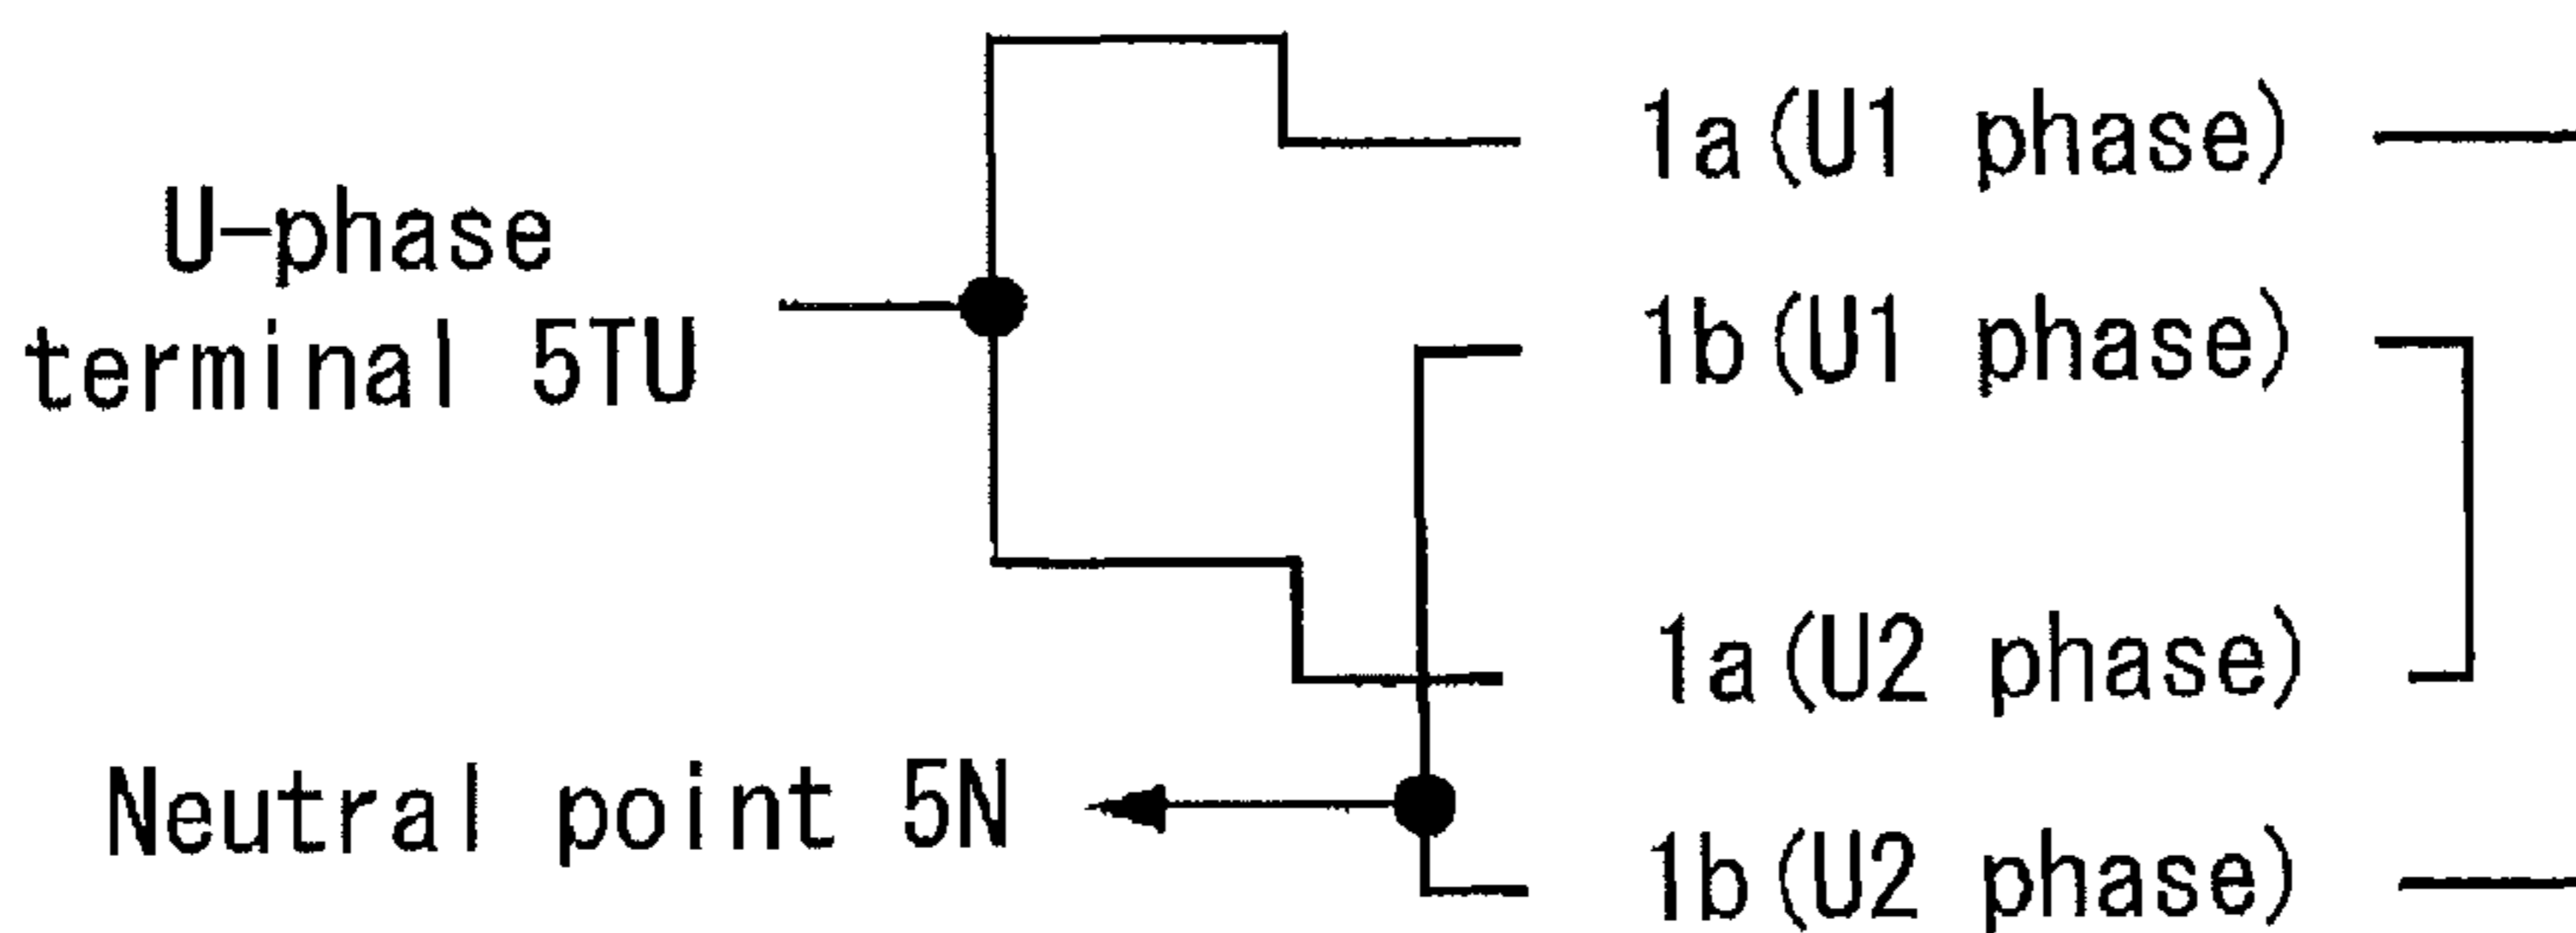 U-phase
terminal 5TU
Neutral point 5N
1a(U1 phase)
1b(U1 phase)
1a(U2 phase)
1b(U2 phase)